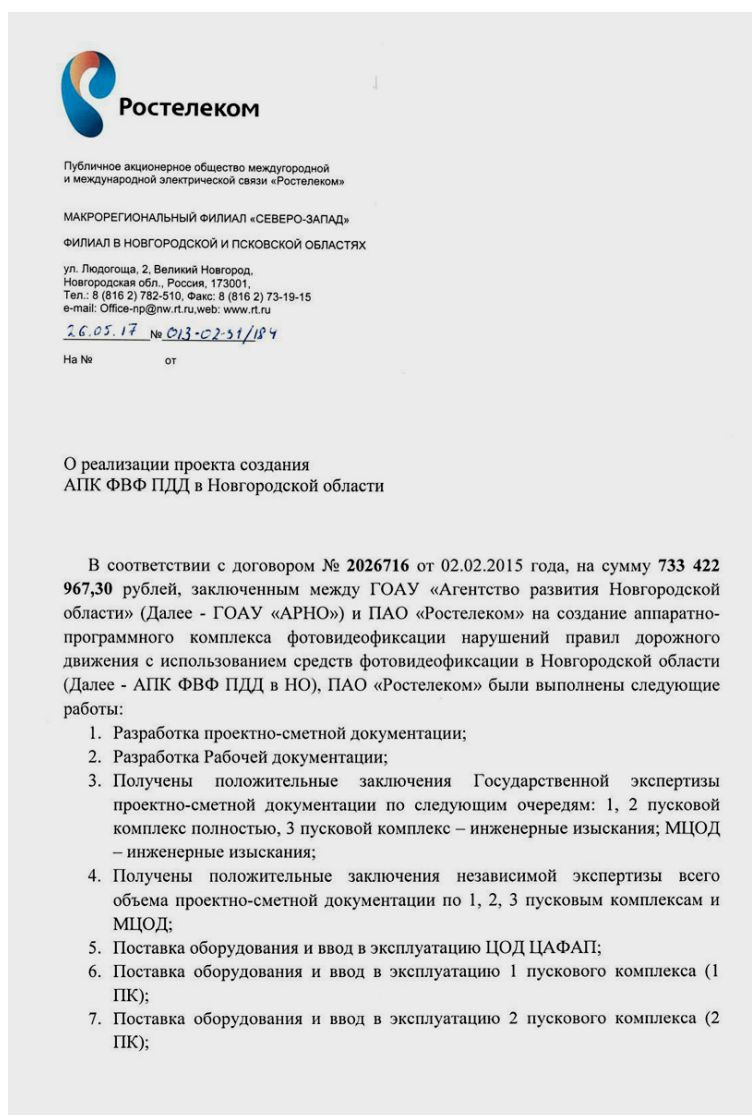 Ростелеком
Публичное акционерное общество междугородной
и международной электрической связи «Ростелеком»
МАКРОРЕГИОНАЛЬНЫЙ ФИЛИАЛ «СЕВЕРО-ЗАПАД»
ФИЛИАЛ В НОВГОРОДСКОЙ И ПСКОВСКОЙ ОБЛАСТЯХ
ул. Людогоща, 2, Великий Новгород,
Новгородская обл., Россия, 173001,
Тел.: 8 (816 2) 782-510, Факс: 8 (816 2) 73-19-15
e-mail: Office-np@nw.rt.ru,web: www.rt.ru
26.05.17 № 013-02-31/184
На № от
О реализации проекта создания
АПК ФВФ ПДД в Новгородской области
В соответствии с договором № 2026716 от 02.02.2015 года, на сумму 733 422
967,30 рублей, заключенным между ГОАУ «Агентство развития Новгородской
области» (Далее - ГОАУ «АРНО») и ПАО «Ростелеком» на создание аппаратно-
программного комплекса фотовидеофиксации нарушений правил дорожного
движения с использованием средств фотовидеофиксации в Новгородской области
(Далее - АПК ФВФ ПДД в НО), ПАО «Ростелеком» были выполнены следующие
работы:
1. Разработка проектно-сметной документации;
2. Разработка Рабочей документации;
3. Получены положительные заключения Государственной экспертизы
проектно-сметной документации по следующим очередям: 1, 2 пусковой
комплекс полностью, 3 пусковой комплекс – инженерные изыскания; МЦОД
– инженерные изыскания;
4. Получены положительные заключения независимой экспертизы всего
объема проектно-сметной документации по 1, 2, 3 пусковым комплексам и
МЦОД;
5. Поставка оборудования и ввод в эксплуатацию ЦОД ЦАФАП;
6. Поставка оборудования и ввод в эксплуатацию 1 пускового комплекса (1
ПК);
7. Поставка оборудования и ввод в эксплуатацию 2 пускового комплекса (2
ПК);